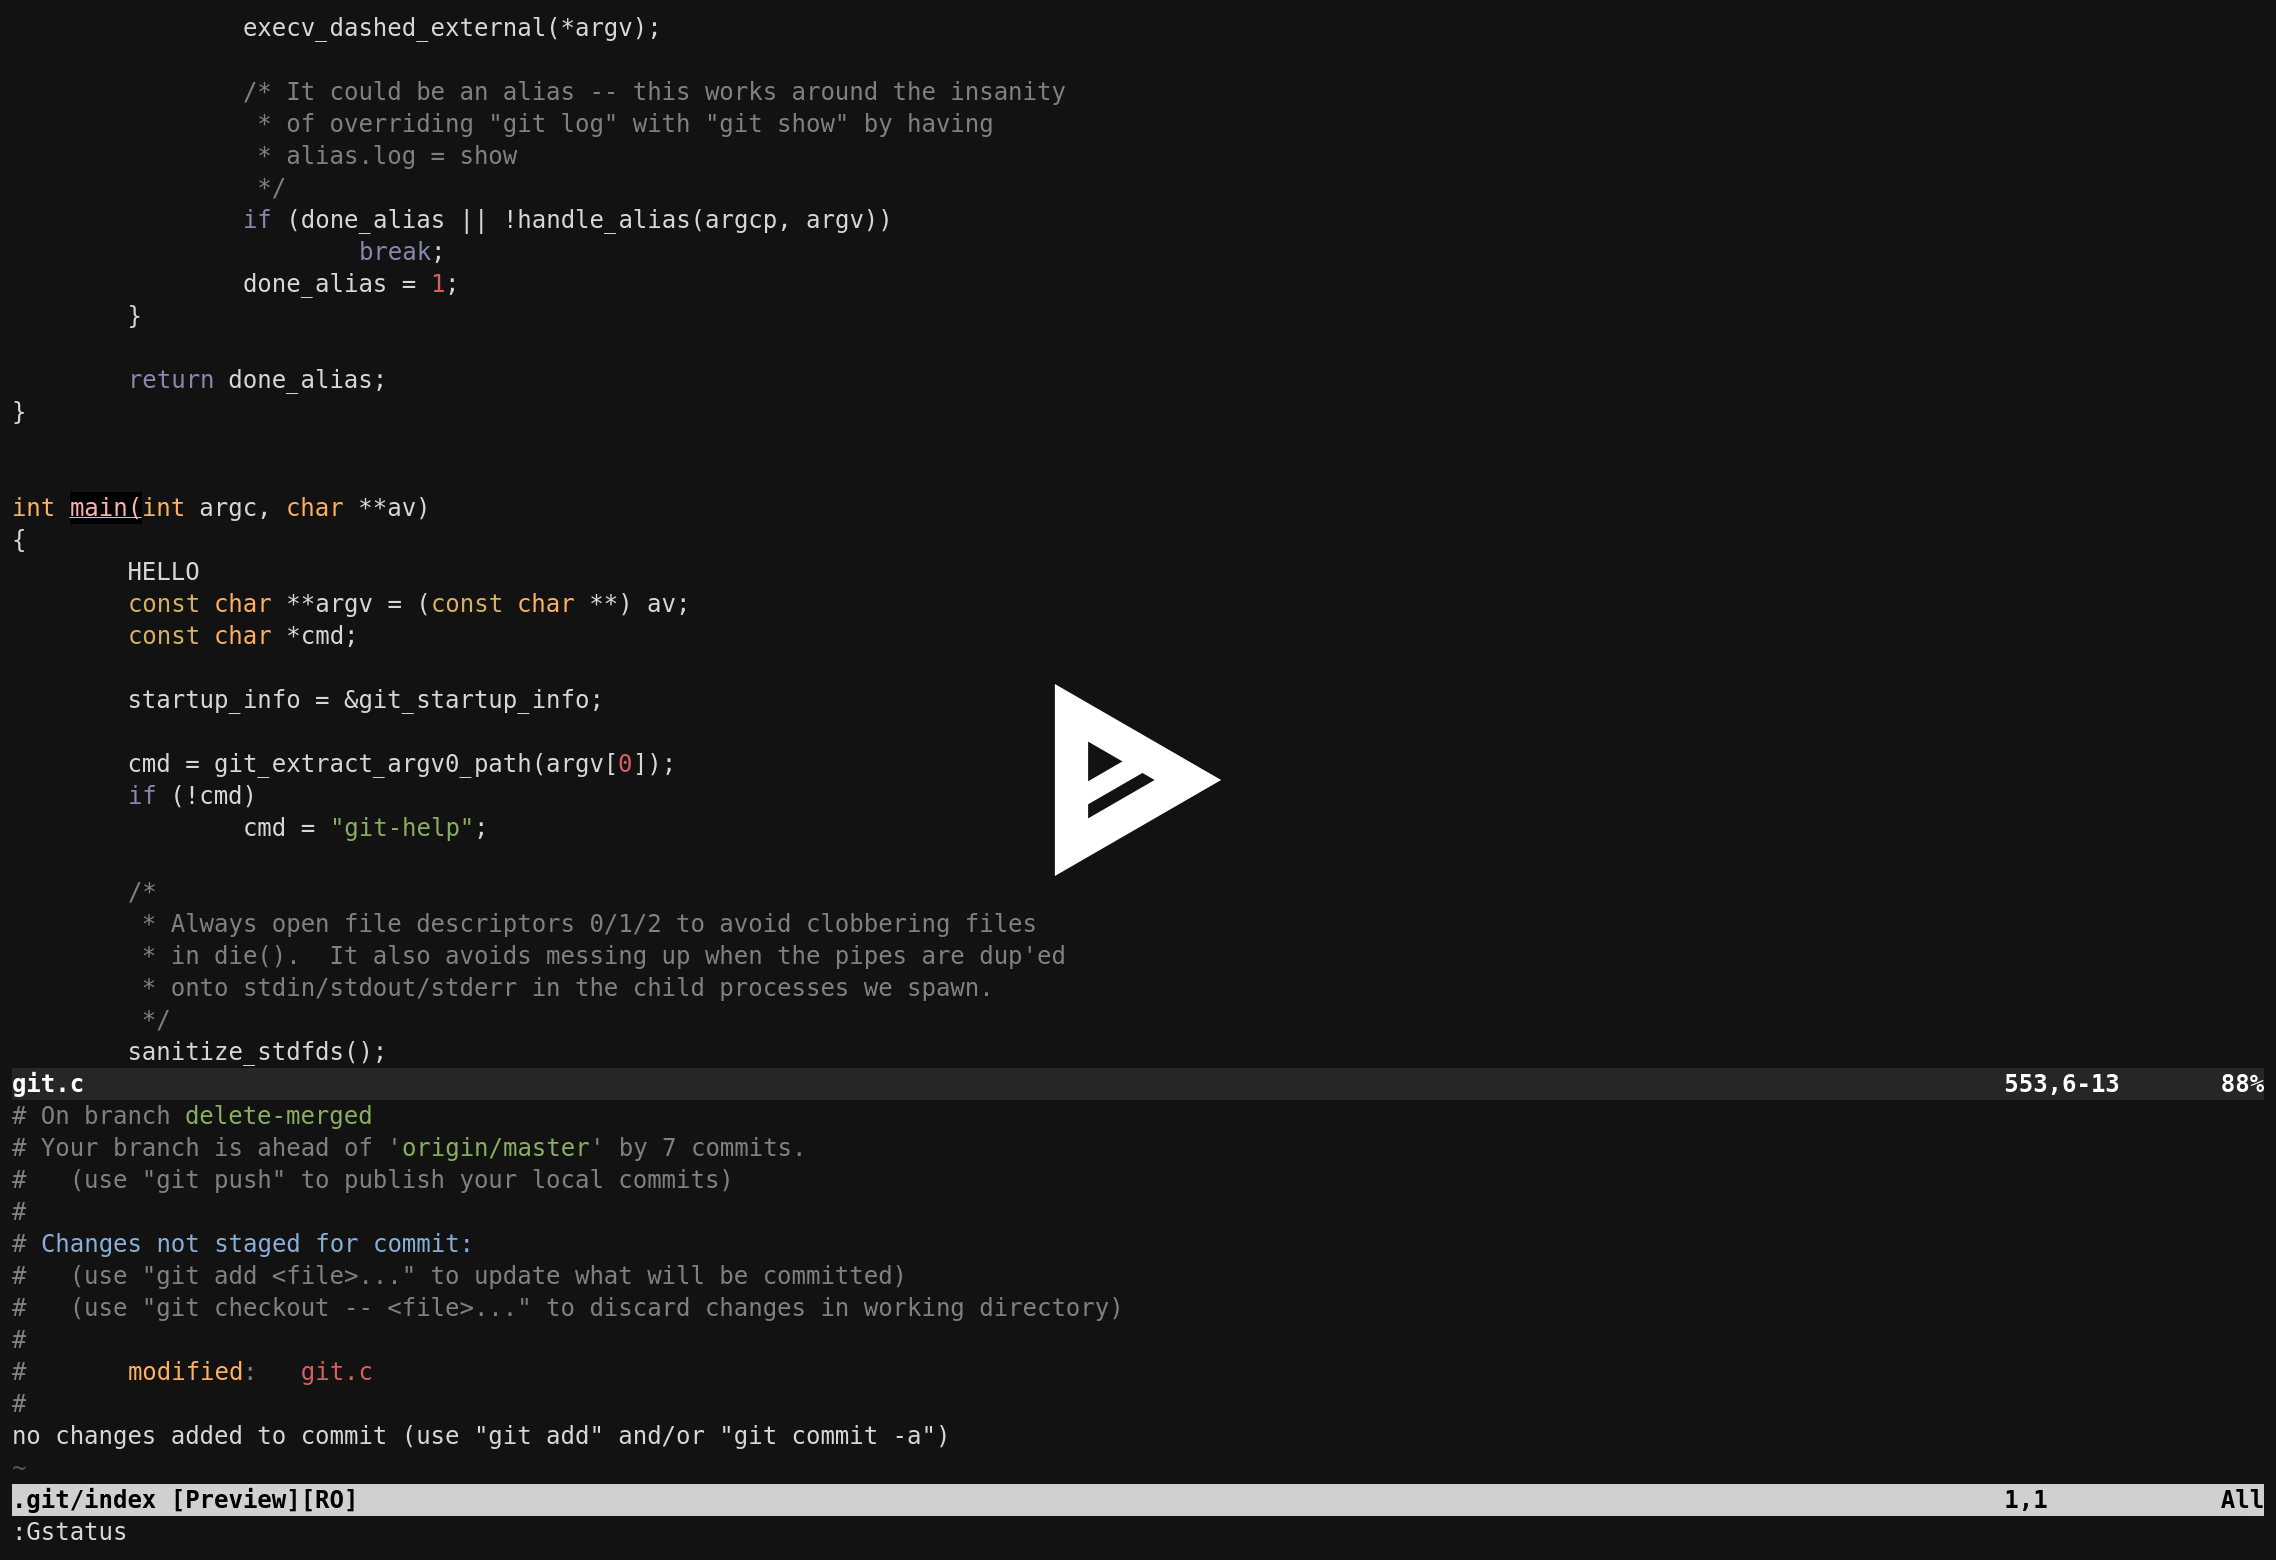 execv_dashed_external(*argv);
/* It could be an alias -- this works around the insanity
* of overriding "git log" with "git show" by having
* alias.log = show
*/
if (done_alias || !handle_alias(argcp, argv))
break;
done_alias = 1;
}
return done_alias;
}
int main(int argc, char **av)
{
HELLO
const char **argv = (const char **) av;
const char *cmd;
startup_info = &git_startup_info;
cmd = git_extract_argv0_path(argv[0]);
if (!cmd)
cmd = "git-help";
/*
* Always open file descriptors 0/1/2 to avoid clobbering files
* in die().  It also avoids messing up when the pipes are dup'ed
* onto stdin/stdout/stderr in the child processes we spawn.
*/
sanitize_stdfds();
git.c 553,6-13 88%
# On branch delete-merged
# Your branch is ahead of 'origin/master' by 7 commits.
#   (use "git push" to publish your local commits)
#
# Changes not staged for commit:
#   (use "git add <file>..." to update what will be committed)
#   (use "git checkout -- <file>..." to discard changes in working directory)
#
#       modified:   git.c
#
no changes added to commit (use "git add" and/or "git commit -a")
~
.git/index [Preview][RO] 1,1 All
:Gstatus